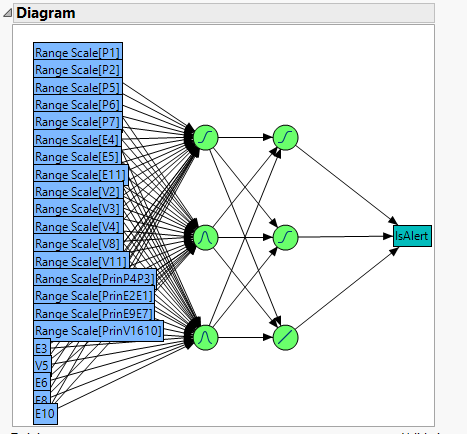 Diagram
Range Scale[P1]
Range Scale[P2]
Range Scale[P5]
Range Scale[P6]
Range Scale[P7]
Range Scale[E4]
Range Scale[E5]
Range Scale[E11]
Range Scale[V2]
Range Scale[V3]
Range Scale[V4]
Range Scale[V8]
Range Scale[V11]
Range Scale[PrinP4P3]
Range Scale[PrinE2E1]
Range Scale[PrinE9E7]
Range Scale[PrinV1610]
E3
V5
E6
E8
E10
IsAlert